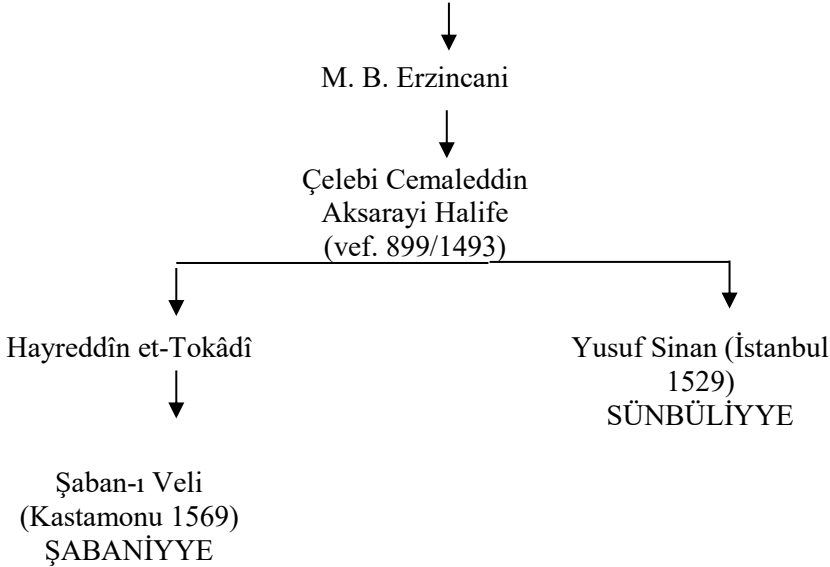 M. B. Erzincani
Çelebi Cemaleddin
Aksarayi Halife
(vef. 899/1493)
Hayreddîn et-Tokâdî
Yusuf Sinan (İstanbul
1529)
SÜNBÜLİYYE
Şaban-ı Veli
(Kastamonu 1569)
ŞABANİYYE